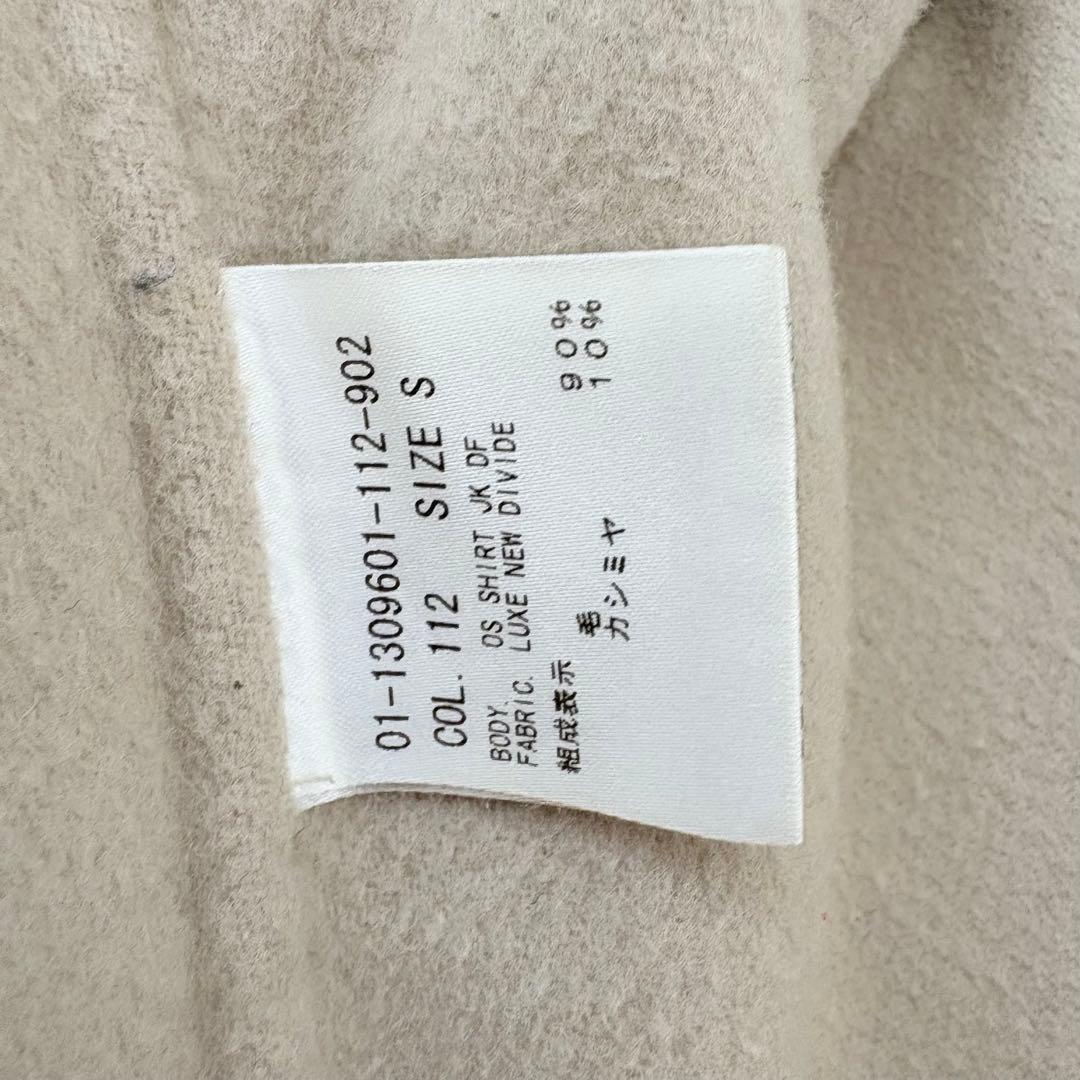 01-1309601-112-902
COL. 112 SIZE S
BODY. OS SHIRT JK DF
FABRIC. LUXE NEW DIVIDE
組成表示
毛 90%
カシミヤ 10%